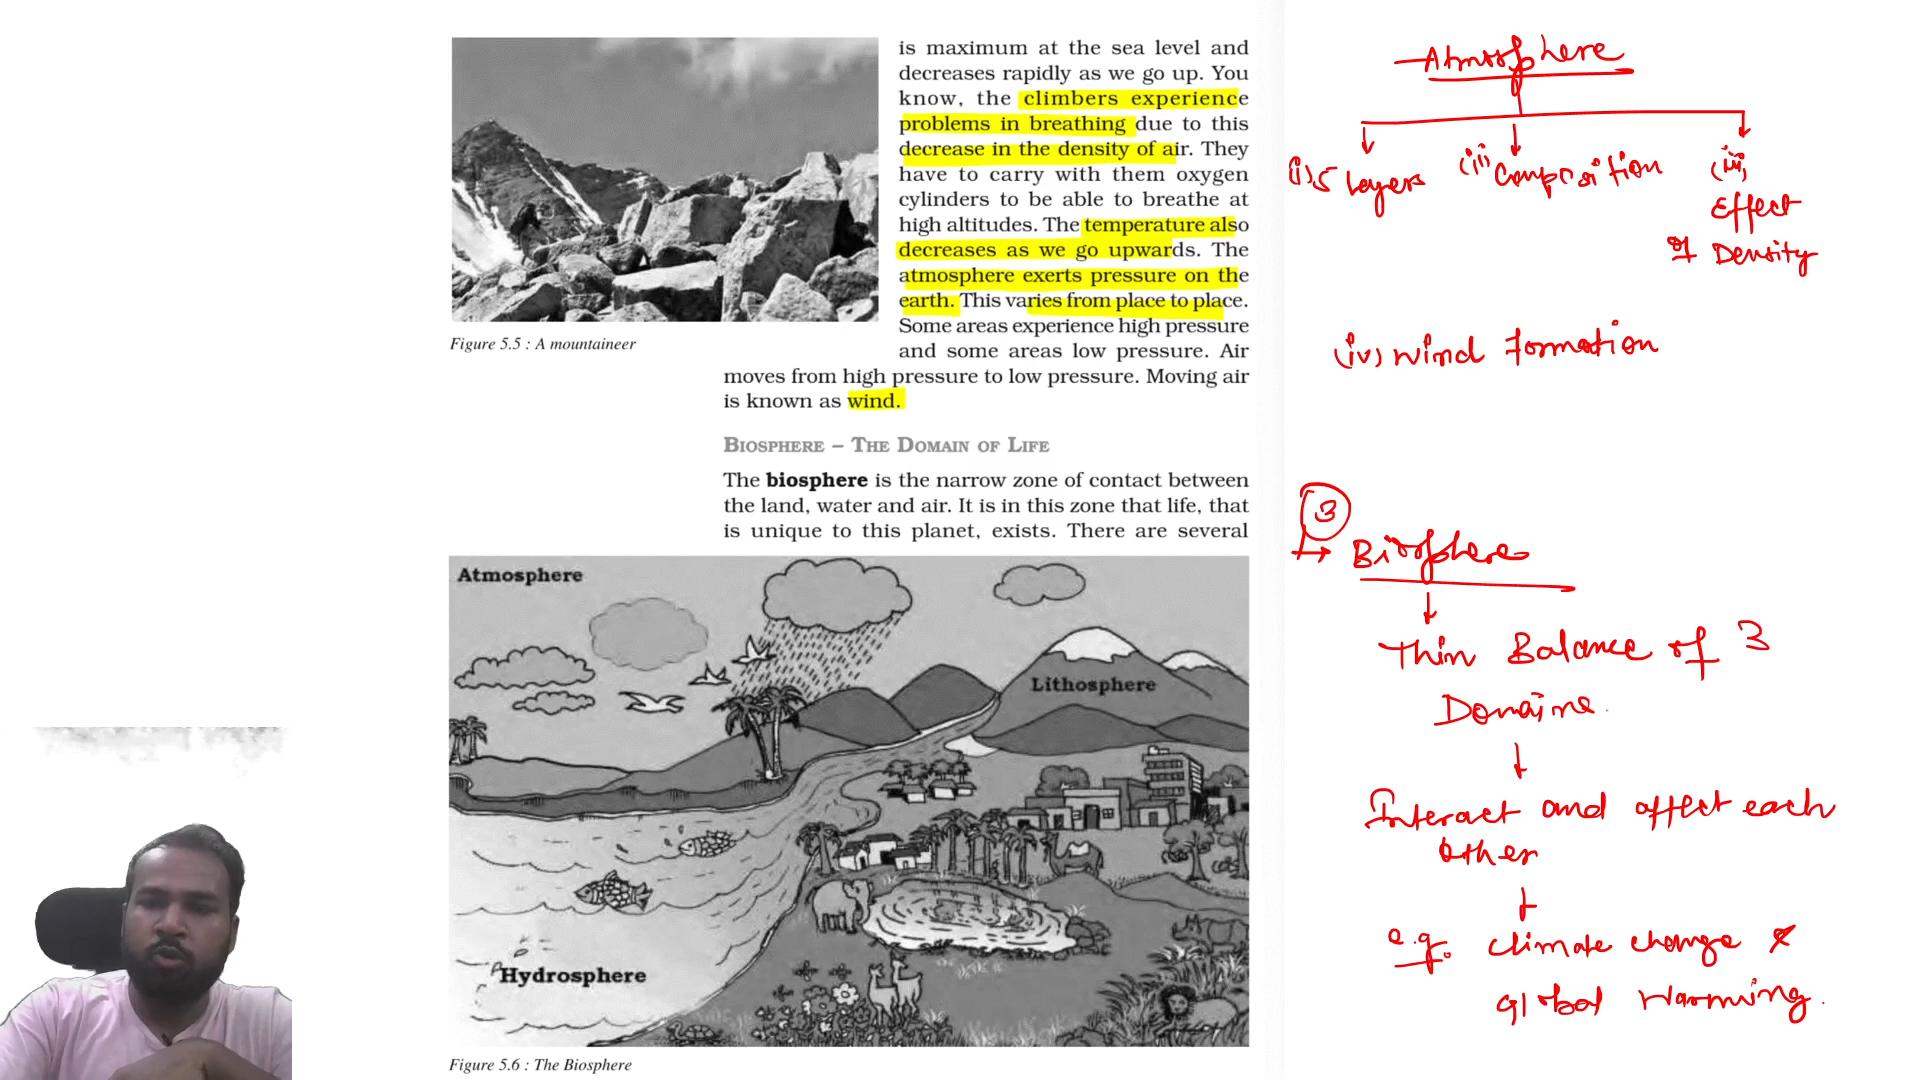 is maximum at the sea level and
decreases rapidly as we go up. You
know, the climbers experience
problems in breathing due to this
decrease in the density of air. They
have to carry with them oxygen
cylinders to be able to breathe at
high altitudes. The temperature also
decreases as we go upwards. The
atmosphere exerts pressure on the
earth. This varies from place to place.
Some areas experience high pressure
and some areas low pressure. Air
moves from high pressure to low pressure. Moving air
is known as wind.
Figure 5.5 : A mountaineer
Biosphere – The Domain of Life
The biosphere is the narrow zone of contact between
the land, water and air. It is in this zone that life, that
is unique to this planet, exists. There are several
Atmosphere
Lithosphere
Hydrosphere
Figure 5.6 : The Biosphere
Atmosphere
(i) 5 layers
(ii) Composition
(iii)
Effect
of Density
(iv) wind Formation
3
Biosphere
Thin Balance of 3
Domains.
Interact and affect each
other
e.g. climate change &
global warming.